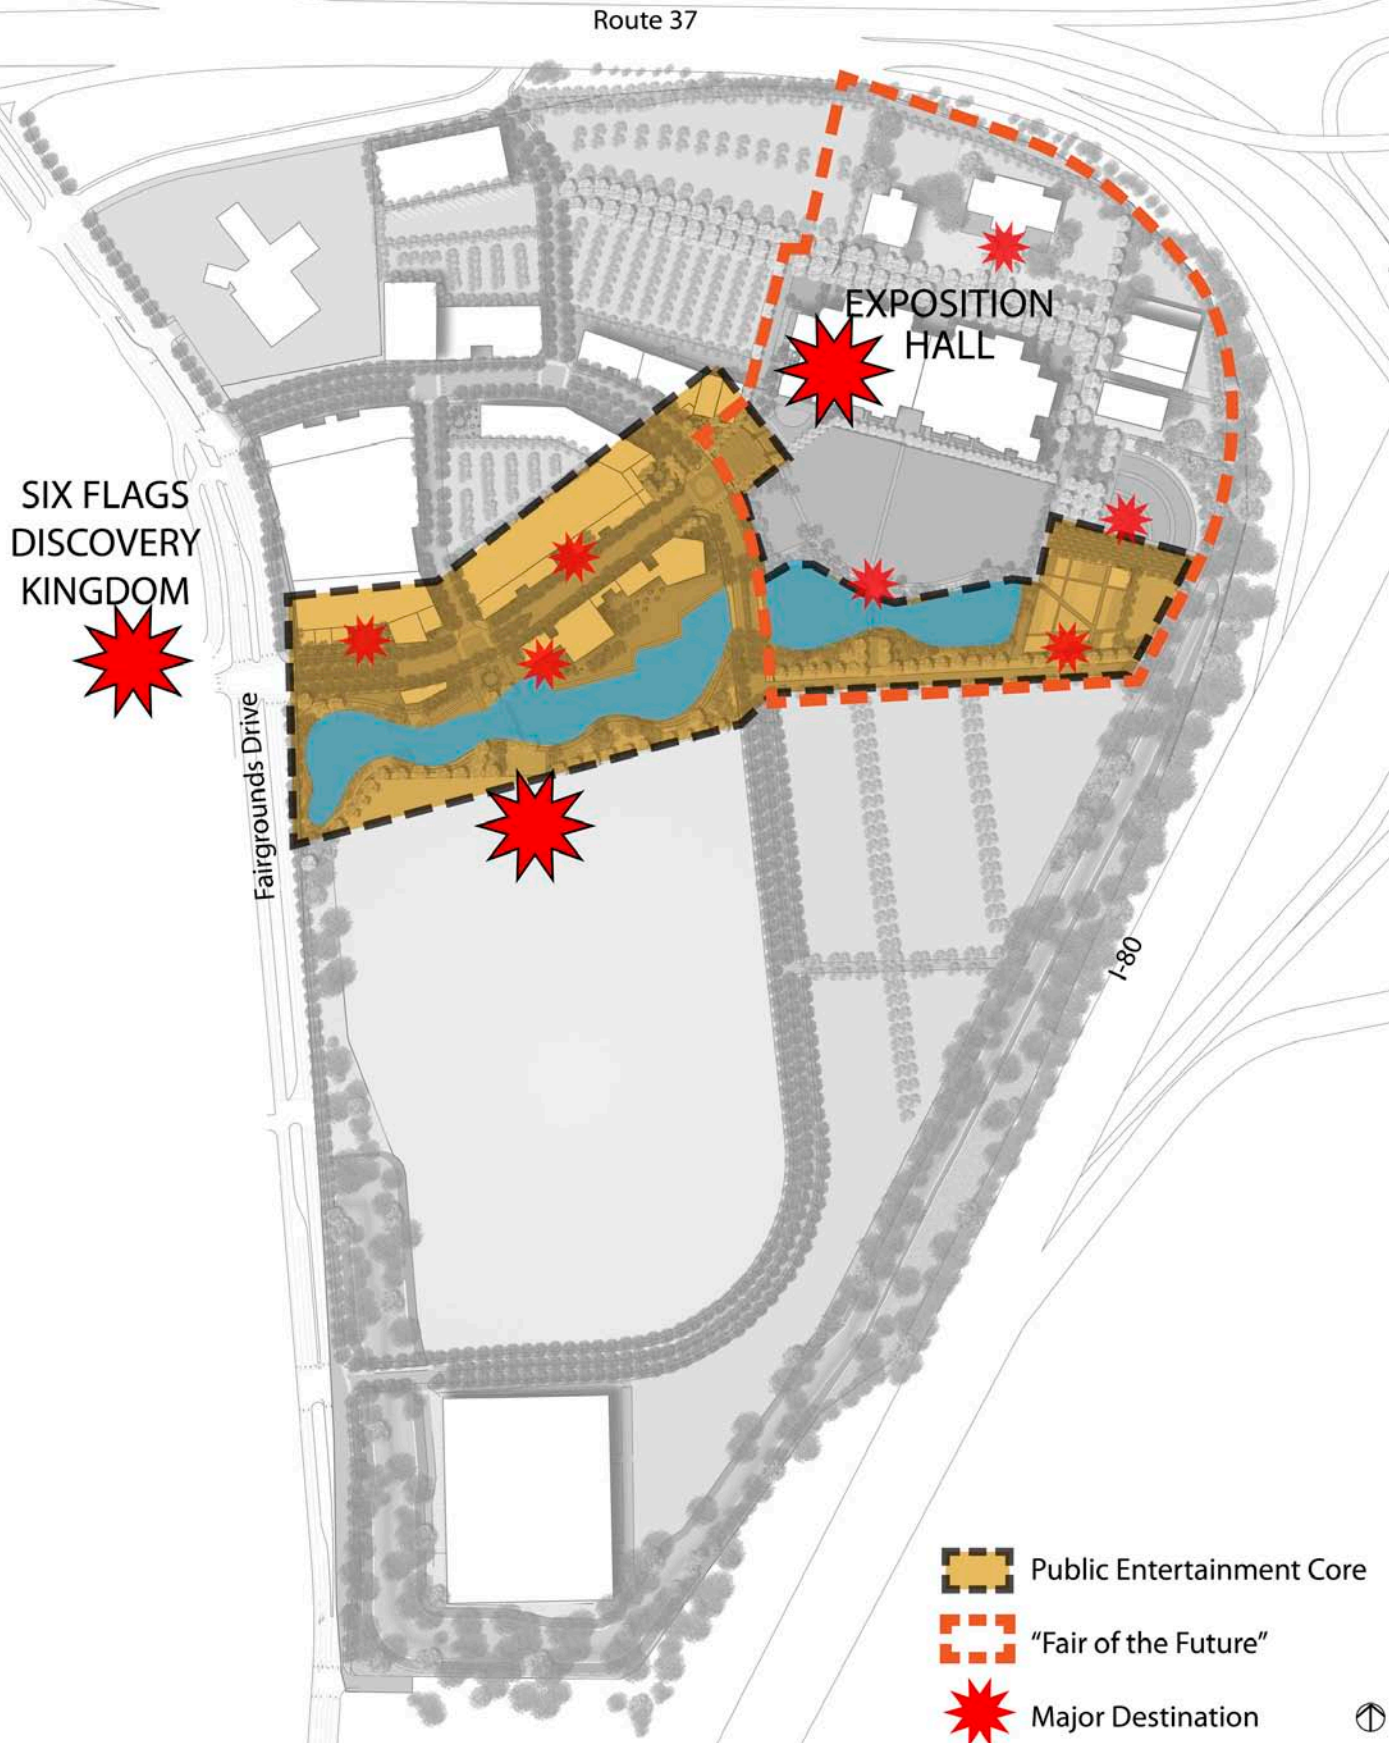 Route 37
EXPOSITION
HALL
SIX FLAGS
DISCOVERY
KINGDOM
Fairgrounds Drive
I-80
Public Entertainment Core
“Fair of the Future”
Major Destination